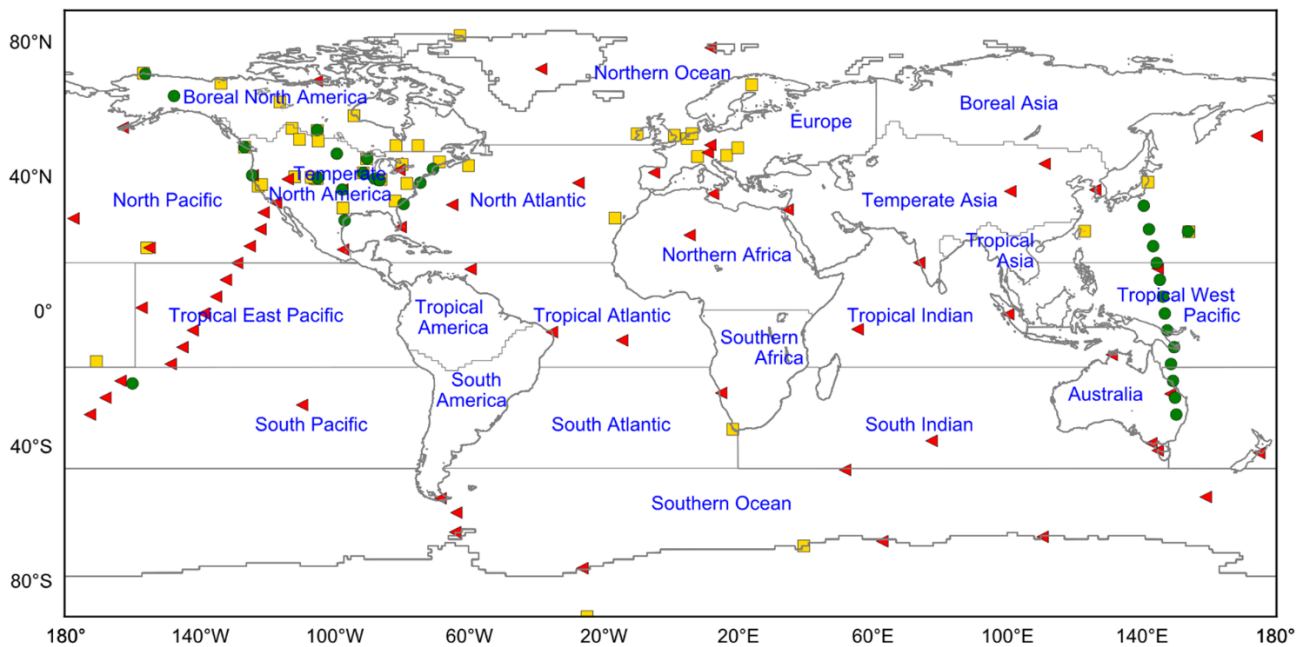 80°N
Northern Ocean
Boreal North America
Boreal Asia
Europe
40°N
Temperate
North America
North Pacific
North Atlantic
Temperate Asia
Northern Africa
Tropical
Asia
0°
Tropical East Pacific
Tropical
America
Tropical Atlantic
Southern
Africa
Tropical Indian
Tropical West
Pacific
South
America
Australia
40°S
South Pacific
South Atlantic
South Indian
Southern Ocean
80°S
180° 140°W 100°W 60°W 20°W 20°E 60°E 100°E 140°E 180°